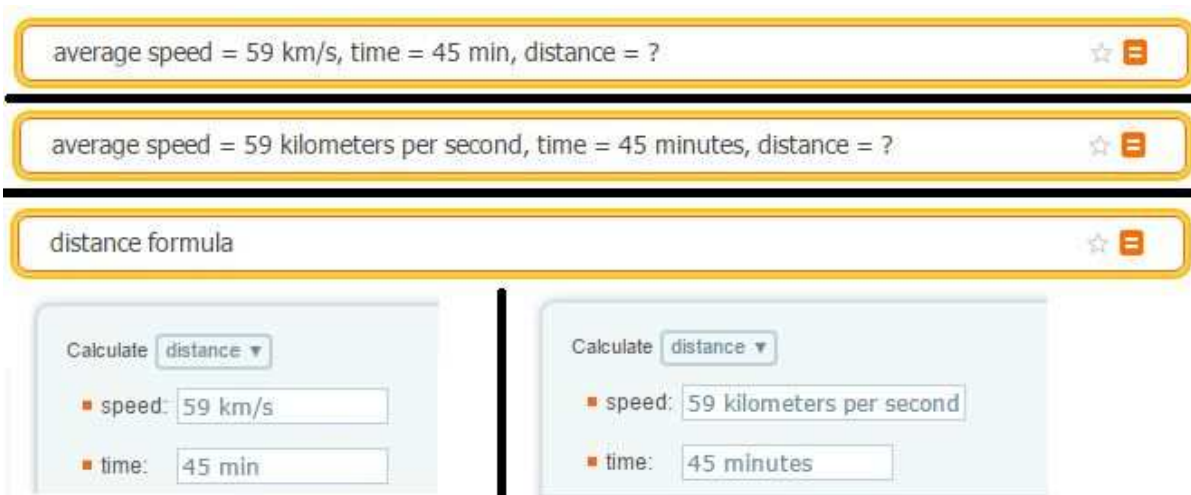 average speed = 59 km/s, time = 45 min, distance = ?
average speed = 59 kilometers per second, time = 45 minutes, distance = ?
distance formula
Calculate distance ▼
speed: 59 km/s
time: 45 min
Calculate distance ▼
speed: 59 kilometers per second
time: 45 minutes